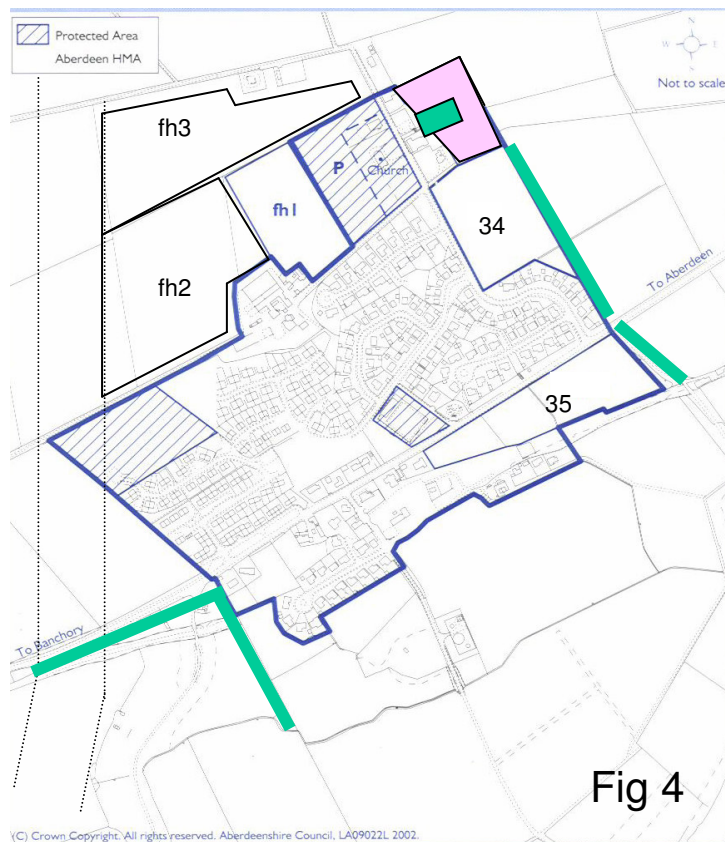 Protected Area
Aberdeen HMA
W E
Not to scale
fh3
P
Church
fh1
34
fh2
To Aberdeen
35
To Banchory
Fig 4
(C) Crown Copyright. All rights reserved. Aberdeenshire Council, LA09022L 2002.